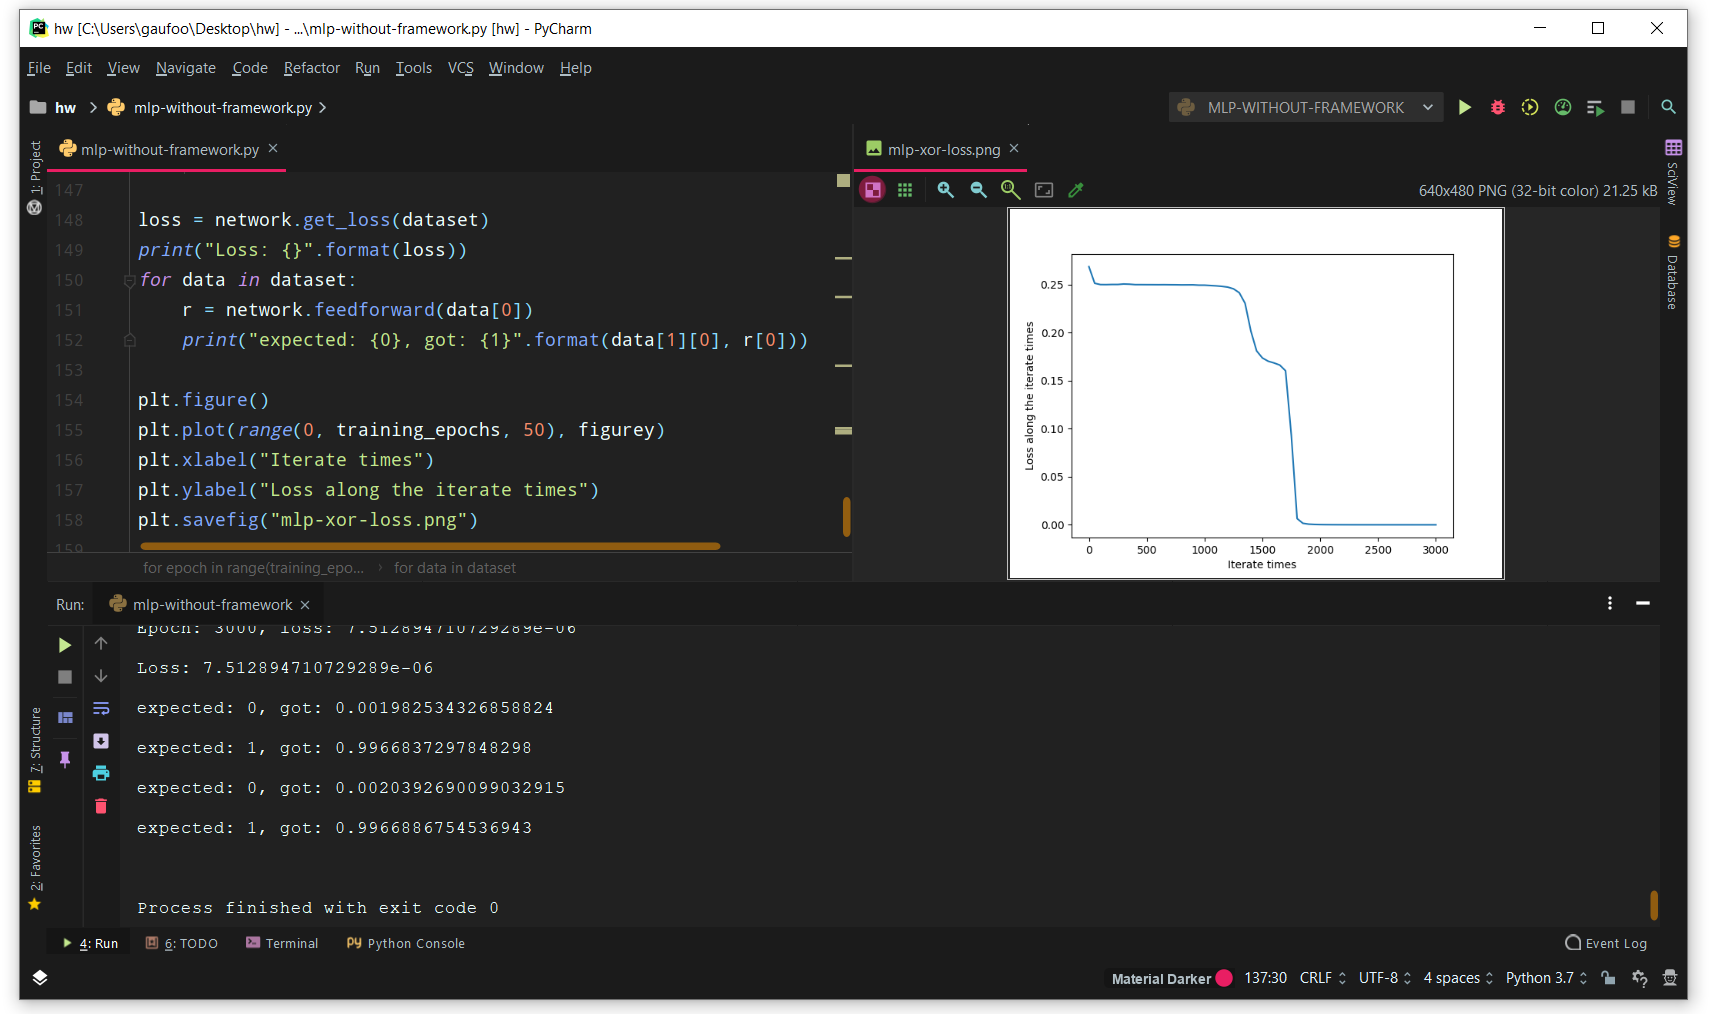 hw [C:\Users\gaufoo\Desktop\hw] - ...\mlp-without-framework.py [hw] - PyCharm
File Edit View Navigate Code Refactor Run Tools VCS Window Help
hw mlp-without-framework.py
MLP-WITHOUT-FRAMEWORK
1: Project
mlp-without-framework.py
147
148 loss = network.get_loss(dataset)
149 print("Loss: {}".format(loss))
150 for data in dataset:
151 r = network.feedforward(data[0])
152 print("expected: {0}, got: {1}".format(data[1][0], r[0]))
153
154 plt.figure()
155 plt.plot(range(0, training_epochs, 50), figurey)
156 plt.xlabel("Iterate times")
157 plt.ylabel("Loss along the iterate times")
158 plt.savefig("mlp-xor-loss.png")
159
for epoch in range(training_epo... for data in dataset
mlp-xor-loss.png
640x480 PNG (32-bit color) 21.25 kB
Loss along the iterate times
0.25
0.20
0.15
0.10
0.05
0.00
0 500 1000 1500 2000 2500 3000
Iterate times
SciView
Database
Run: mlp-without-framework
Epoch: 3000, loss: 7.512894710729289e-06
Loss: 7.512894710729289e-06
expected: 0, got: 0.001982534326858824
expected: 1, got: 0.9966837297848298
expected: 0, got: 0.0020392690099032915
expected: 1, got: 0.9966886754536943
Process finished with exit code 0
7: Structure
2: Favorites
4: Run 6: TODO Terminal Python Console Event Log
Material Darker 137:30 CRLF UTF-8 4 spaces Python 3.7